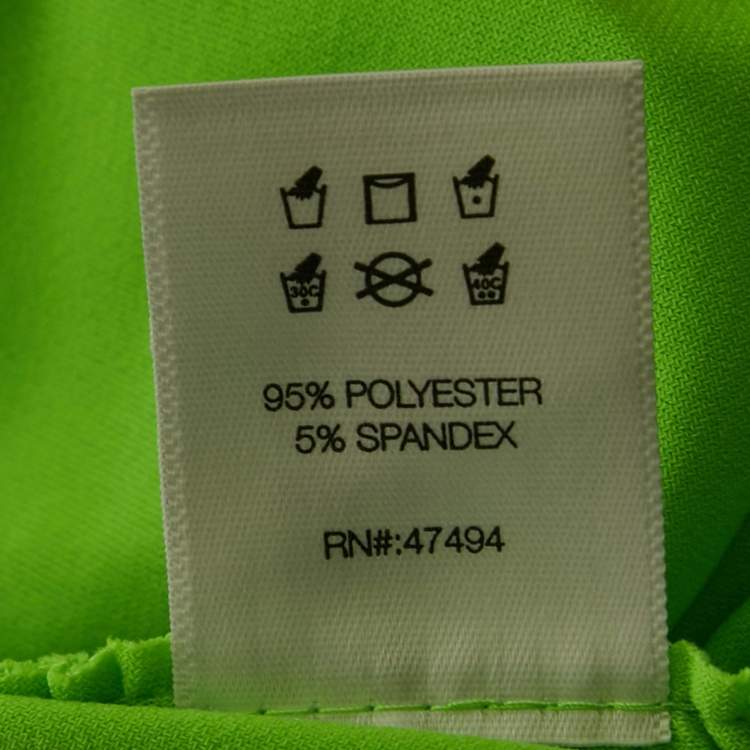 30C 40C
95% POLYESTER
5% SPANDEX
RN#:47494